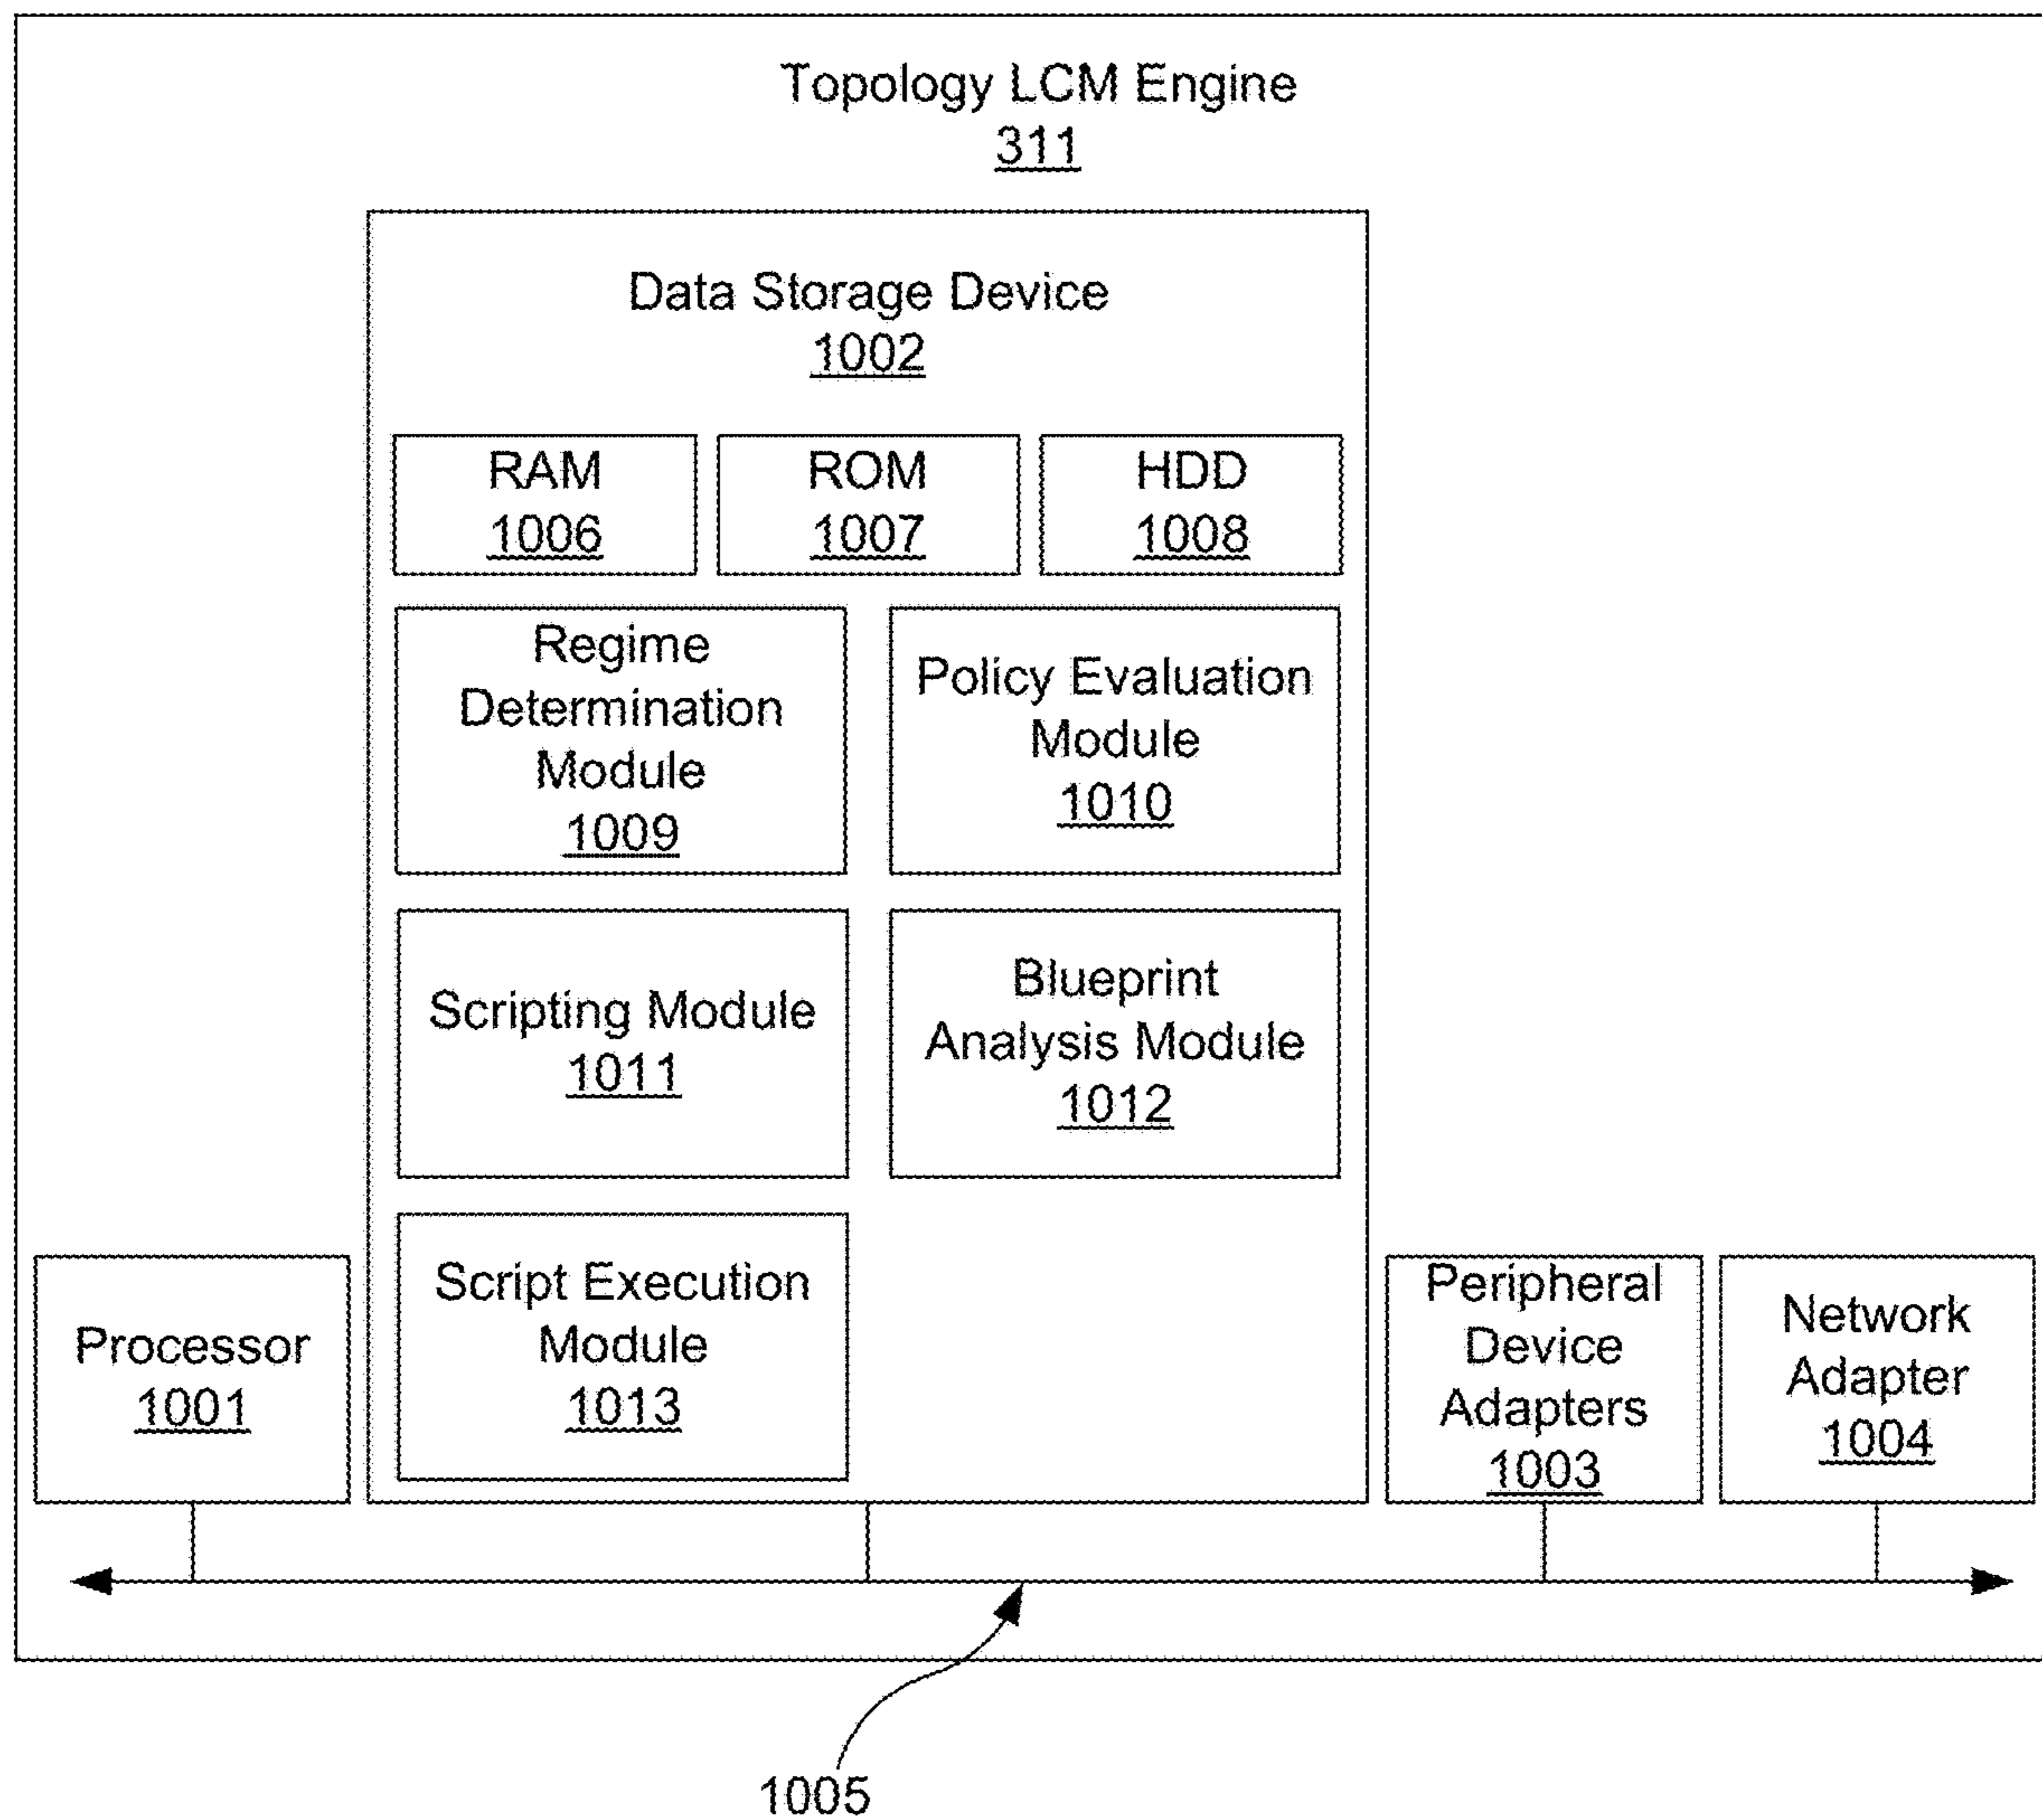 Topology LCM Engine
311
Data Storage Device
1002
RAM
1006
ROM
1007
HDD
1008
Regime
Determination
Module
1009
Policy Evaluation
Module
1010
Scripting Module
1011
Blueprint
Analysis Module
1012
Script Execution
Module
1013
Processor
1001
Peripheral
Device
Adapters
1003
Network
Adapter
1004
1005